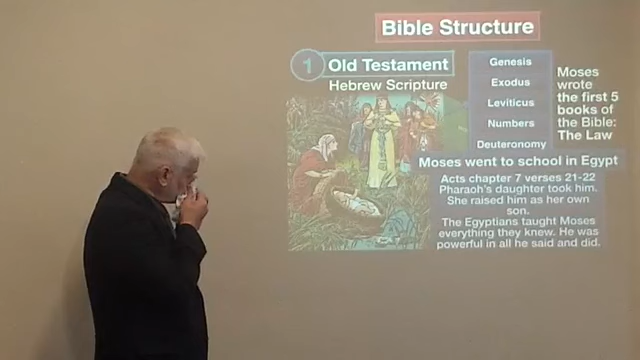 Bible Structure
1 Old Testament
Hebrew Scripture
Genesis
Exodus
Leviticus
Numbers
Deuteronomy
Moses
wrote
the first 5
books of
the Bible:
The Law
Moses went to school in Egypt
Acts chapter 7 verses 21-22
Pharaoh's daughter took him.
She raised him as her own
son.
The Egyptians taught Moses
everything they knew. He was
powerful in all he said and did.